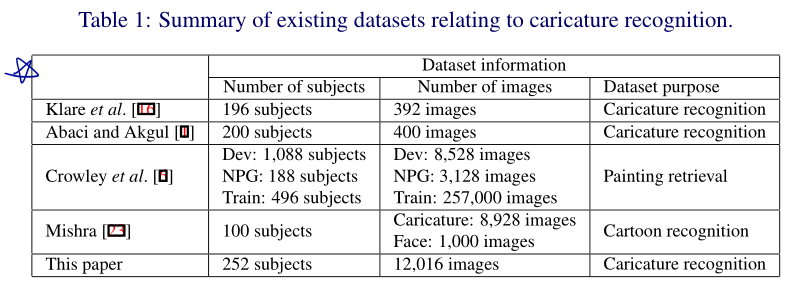 Table 1: Summary of existing datasets relating to caricature recognition.
Dataset information
Number of subjects Number of images Dataset purpose
Klare et al. [16] 196 subjects 392 images Caricature recognition
Abaci and Akgul [1] 200 subjects 400 images Caricature recognition
Dev: 1,088 subjects Dev: 8,528 images
Crowley et al. [] NPG: 188 subjects NPG: 3,128 images Painting retrieval
Train: 496 subjects Train: 257,000 images
Caricature: 8,928 images
Mishra [] 100 subjects Cartoon recognition
Face: 1,000 images
This paper 252 subjects 12,016 images Caricature recognition